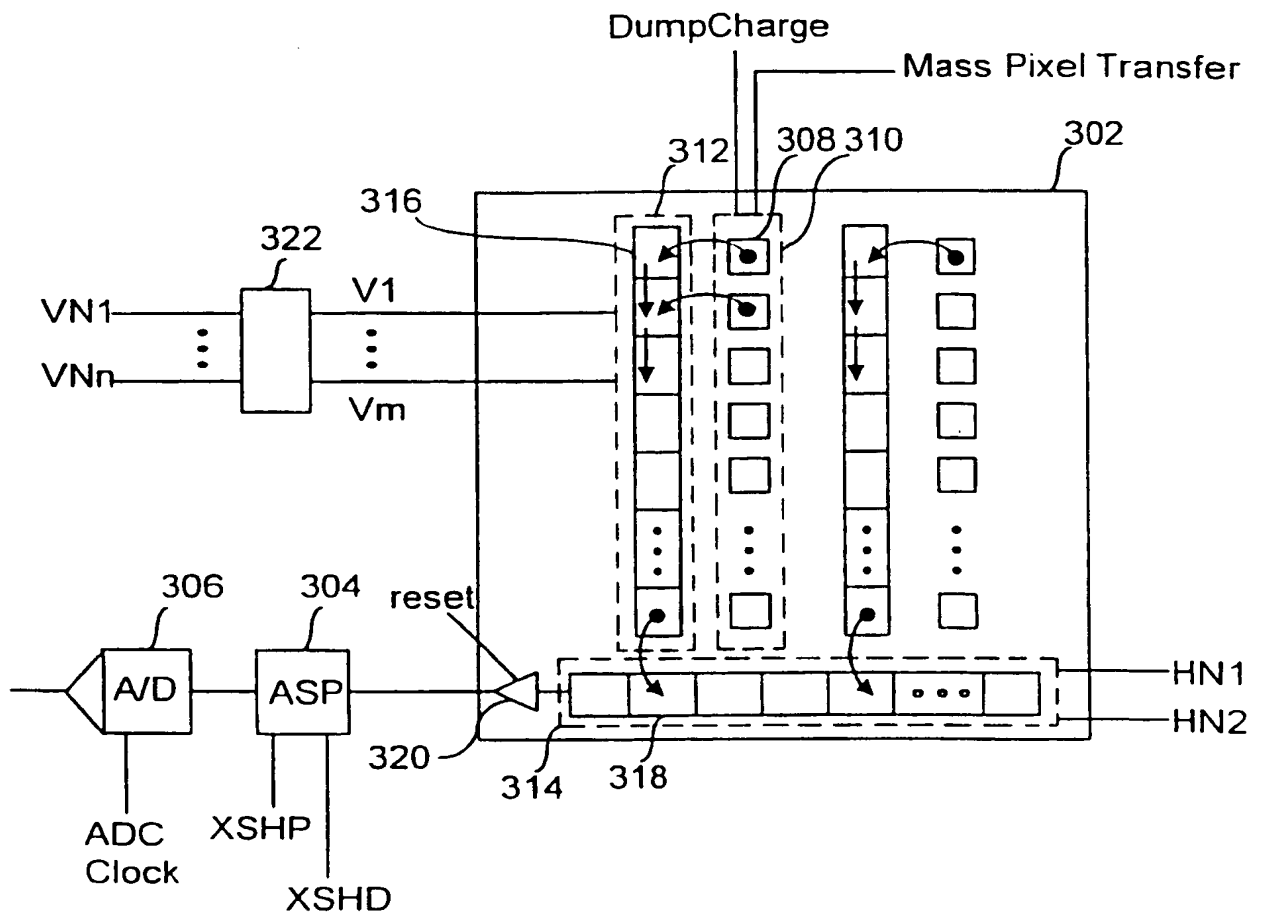 DumpCharge
Mass Pixel Transfer
312
308
310
302
316
322
VN1
V1
VNn
Vm
306
304
reset
A/D
ASP
HN1
HN2
320
314
318
ADC
Clock
XSHP
XSHD